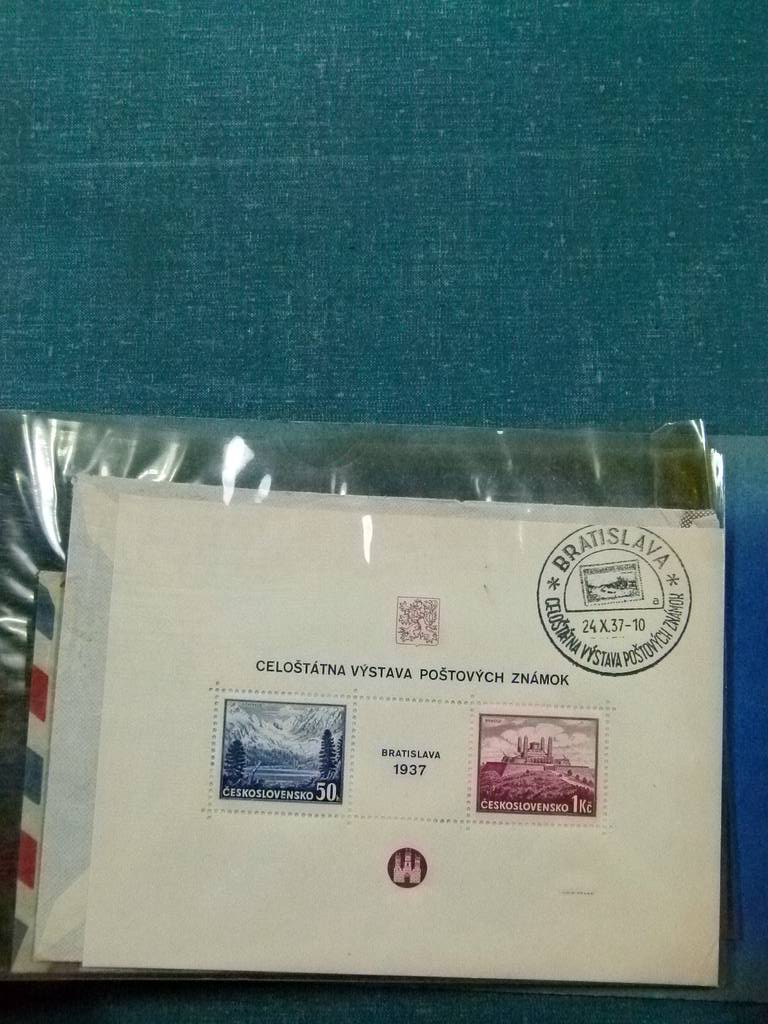 BRATISLAVA
24.X.37-10
a
CELOŠTÁTNA VÝSTAVA POŠTOVÝCH ZNÁMOK
CELOŠTÁTNA VÝSTAVA POŠTOVÝCH ZNÁMOK
ČESKOSLOVENSKO 50h
BRATISLAVA
1937
ČESKOSLOVENSKO 1Kč